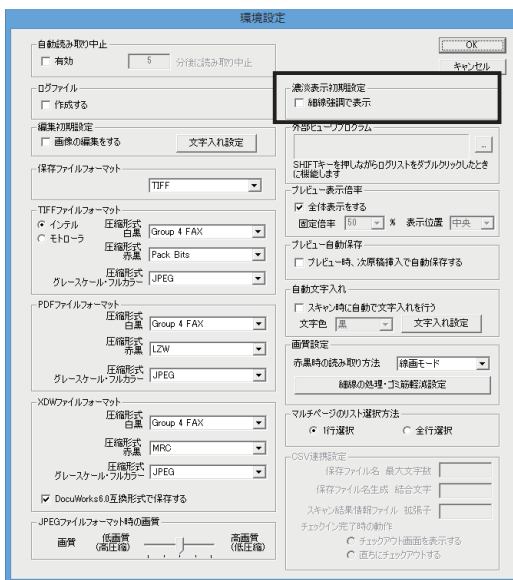 環境設定
自動読み取り中止
有効 5 分後に読み取り中止
OK
キャンセル
ログファイル
作成する
濃淡表示初期設定
細線強調で表示
編集初期設定
画像の編集をする 文字入れ設定
外部ビューワプログラム
...
SHIFTキーを押しながらログリストをダブルクリックしたとき
に機能します
保存ファイルフォーマット
TIFF
プレビュー表示倍率
全体表示をする
固定倍率 50 % 表示位置 中央
TIFFファイルフォーマット
インテル
モトローラ
圧縮形式
白黒 Group 4 FAX
圧縮形式
赤黒 Pack Bits
圧縮形式
グレースケール・フルカラー JPEG
プレビュー自動保存
プレビュー時、次原稿挿入で自動保存する
自動文字入れ
スキャン時に自動で文字入れを行う
文字色 黒 文字入れ設定
PDFファイルフォーマット
圧縮形式
白黒 Group 4 FAX
圧縮形式
赤黒 LZW
圧縮形式
グレースケール・フルカラー JPEG
画質設定
赤黒時の読み取り方法 線画モード
細線の処理・ゴミ筋軽減設定
XDWファイルフォーマット
圧縮形式
白黒 Group 4 FAX
圧縮形式
赤黒 MRC
圧縮形式
グレースケール・フルカラー JPEG
DocuWorks6.0互換形式で保存する
マルチページのリスト選択方法
1行選択 全行選択
CSV連携設定
保存ファイル名 最大文字数
保存ファイル名生成 結合文字
スキャン結果情報ファイル 拡張子
チェックイン完了時の動作
チェックアウト画面を表示する
直ちにチェックアウトする
JPEGファイルフォーマット時の画質
画質 低画質
(高圧縮)
高画質
(低圧縮)